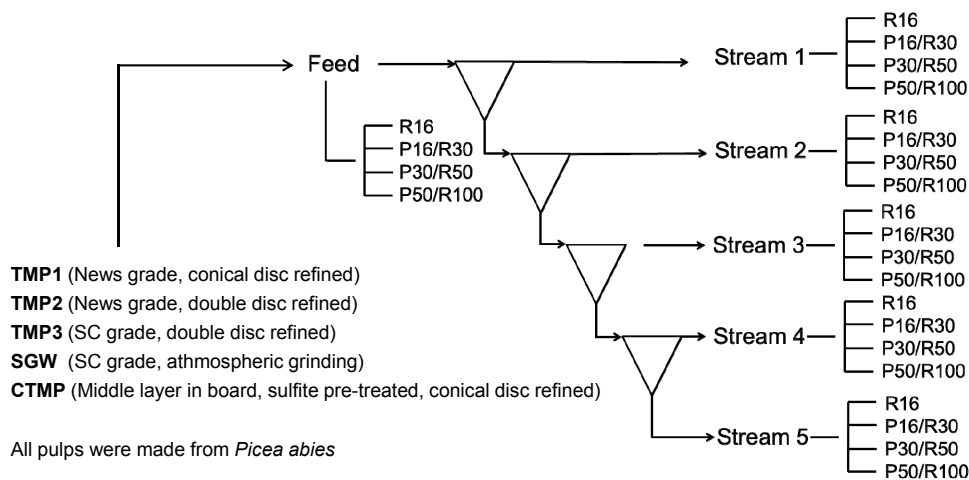 Feed
R16
P16/R30
P30/R50
P50/R100
Stream 1
R16
P16/R30
P30/R50
P50/R100
Stream 2
R16
P16/R30
P30/R50
P50/R100
Stream 3
R16
P16/R30
P30/R50
P50/R100
Stream 4
R16
P16/R30
P30/R50
P50/R100
Stream 5
R16
P16/R30
P30/R50
P50/R100
TMP1 (News grade, conical disc refined)
TMP2 (News grade, double disc refined)
TMP3 (SC grade, double disc refined)
SGW (SC grade, athmospheric grinding)
CTMP (Middle layer in board, sulfite pre-treated, conical disc refined)
All pulps were made from Picea abies